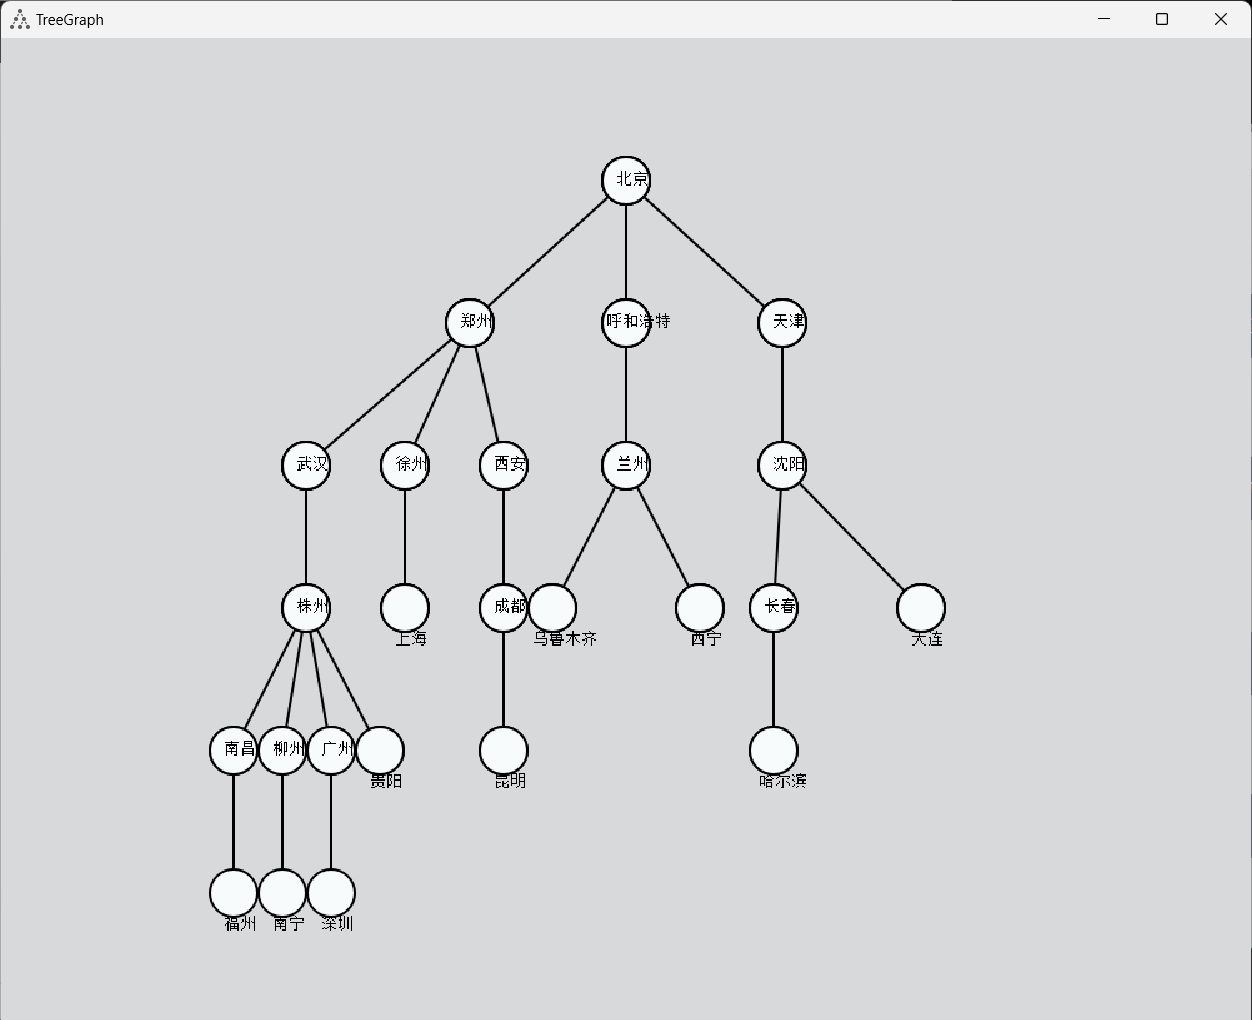 TreeGraph
北京
郑州
呼和浩特
天津
武汉
徐州
西安
兰州
沈阳
株州
上海
成都
乌鲁木齐
西宁
长春
大连
南昌
柳州
广州
贵阳
昆明
哈尔滨
福州
南宁
深圳